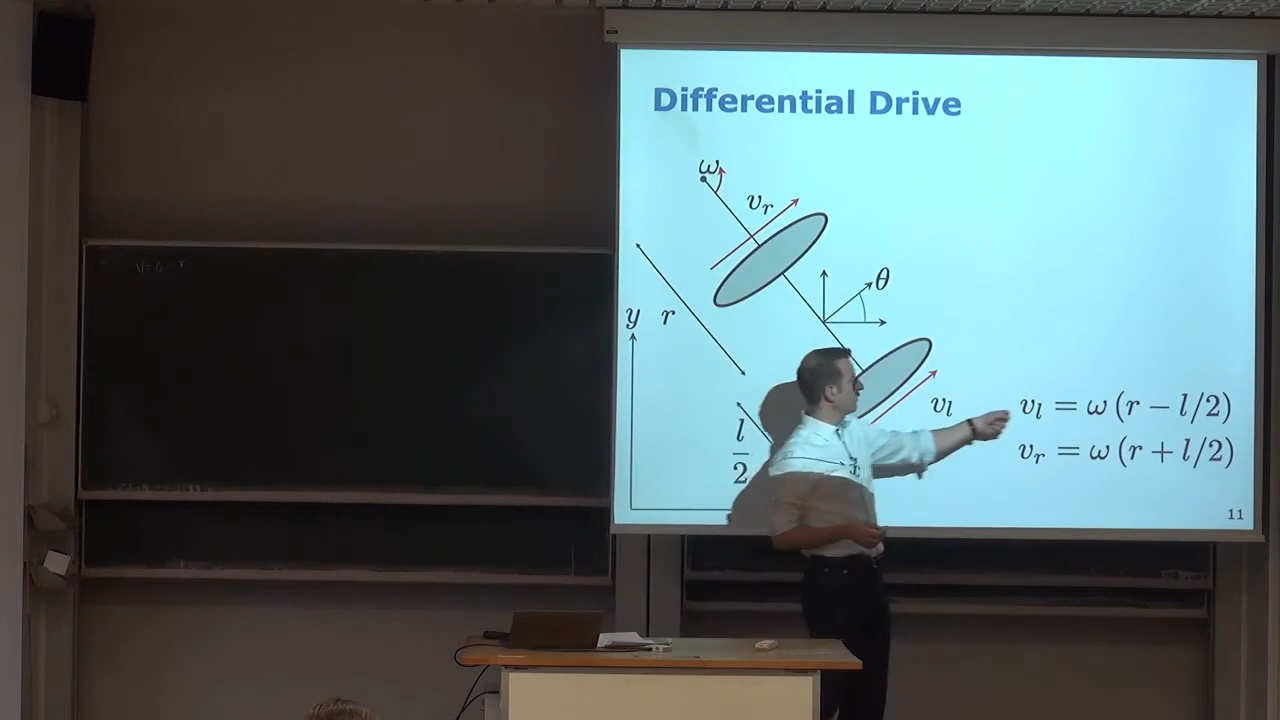 Differential Drive
ω
v_r
θ
y r
v_l
l/2
x
v_l = ω (r − l/2)
v_r = ω (r + l/2)
11